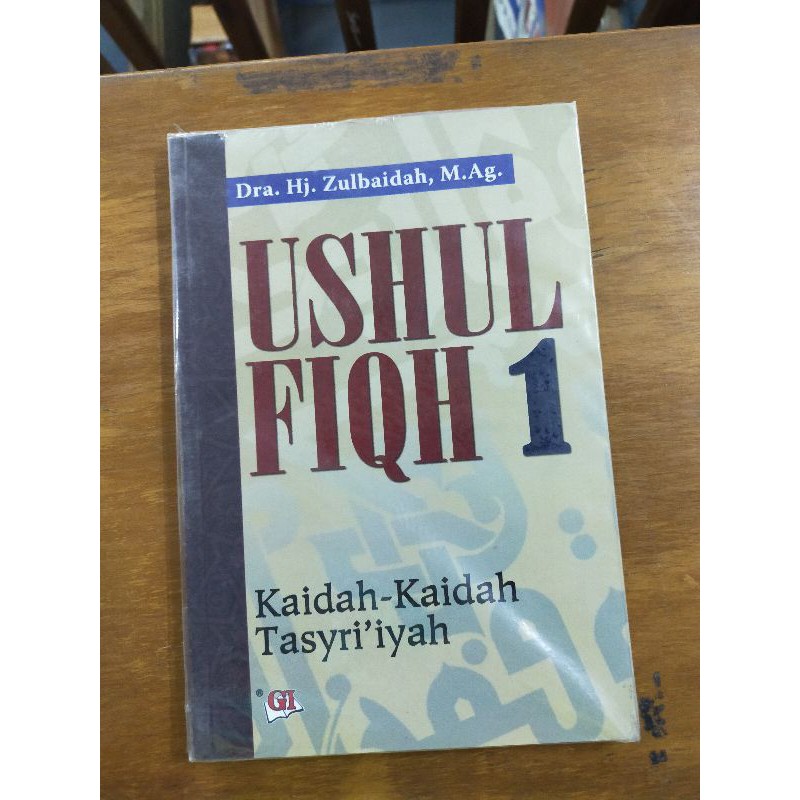 Dra. Hj. Zulbaidah, M.Ag.
USHUL
FIQH 1
Kaidah-Kaidah
Tasyri'iyah
® GI